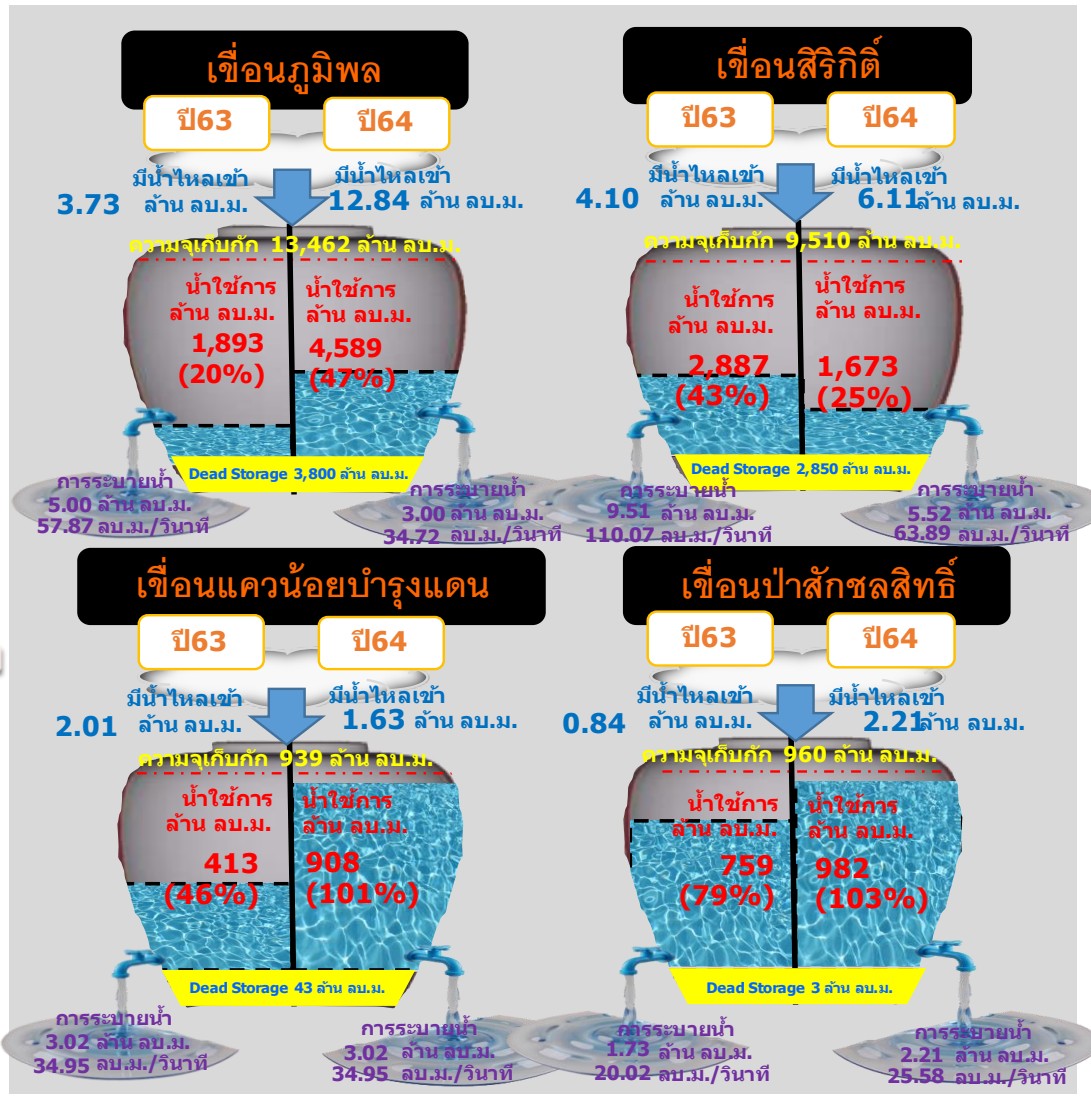 เขื่อนภูมิพล
ปี63 ปี64
มีน้ำไหลเข้า
3.73 ล้าน ลบ.ม.
มีน้ำไหลเข้า
12.84 ล้าน ลบ.ม.
ความจุเก็บกัก 13,462 ล้าน ลบ.ม.
น้ำใช้การ
ล้าน ลบ.ม.
1,893
(20%)
น้ำใช้การ
ล้าน ลบ.ม.
4,589
(47%)
Dead Storage 3,800 ล้าน ลบ.ม.
การระบายน้ำ
5.00 ล้าน ลบ.ม.
57.87 ลบ.ม./วินาที
การระบายน้ำ
3.00 ล้าน ลบ.ม.
34.72 ลบ.ม./วินาที
เขื่อนสิริกิติ์
ปี63 ปี64
มีน้ำไหลเข้า
4.10 ล้าน ลบ.ม.
มีน้ำไหลเข้า
6.11ล้าน ลบ.ม.
ความจุเก็บกัก 9,510 ล้าน ลบ.ม.
น้ำใช้การ
ล้าน ลบ.ม.
2,887
(43%)
น้ำใช้การ
ล้าน ลบ.ม.
1,673
(25%)
Dead Storage 2,850 ล้าน ลบ.ม.
การระบายน้ำ
9.51 ล้าน ลบ.ม.
110.07 ลบ.ม./วินาที
การระบายน้ำ
5.52 ล้าน ลบ.ม.
63.89 ลบ.ม./วินาที
เขื่อนแควน้อยบำรุงแดน
ปี63 ปี64
มีน้ำไหลเข้า
2.01 ล้าน ลบ.ม.
มีน้ำไหลเข้า
1.63 ล้าน ลบ.ม.
ความจุเก็บกัก 939 ล้าน ลบ.ม.
น้ำใช้การ
ล้าน ลบ.ม.
413
(46%)
น้ำใช้การ
ล้าน ลบ.ม.
908
(101%)
Dead Storage 43 ล้าน ลบ.ม.
การระบายน้ำ
3.02 ล้าน ลบ.ม.
34.95 ลบ.ม./วินาที
การระบายน้ำ
3.02 ล้าน ลบ.ม.
34.95 ลบ.ม./วินาที
เขื่อนป่าสักชลสิทธิ์
ปี63 ปี64
มีน้ำไหลเข้า
0.84 ล้าน ลบ.ม.
มีน้ำไหลเข้า
2.21ล้าน ลบ.ม.
ความจุเก็บกัก 960 ล้าน ลบ.ม.
น้ำใช้การ
ล้าน ลบ.ม.
759
(79%)
น้ำใช้การ
ล้าน ลบ.ม.
982
(103%)
Dead Storage 3 ล้าน ลบ.ม.
การระบายน้ำ
1.73 ล้าน ลบ.ม.
20.02 ลบ.ม./วินาที
การระบายน้ำ
2.21 ล้าน ลบ.ม.
25.58 ลบ.ม./วินาที